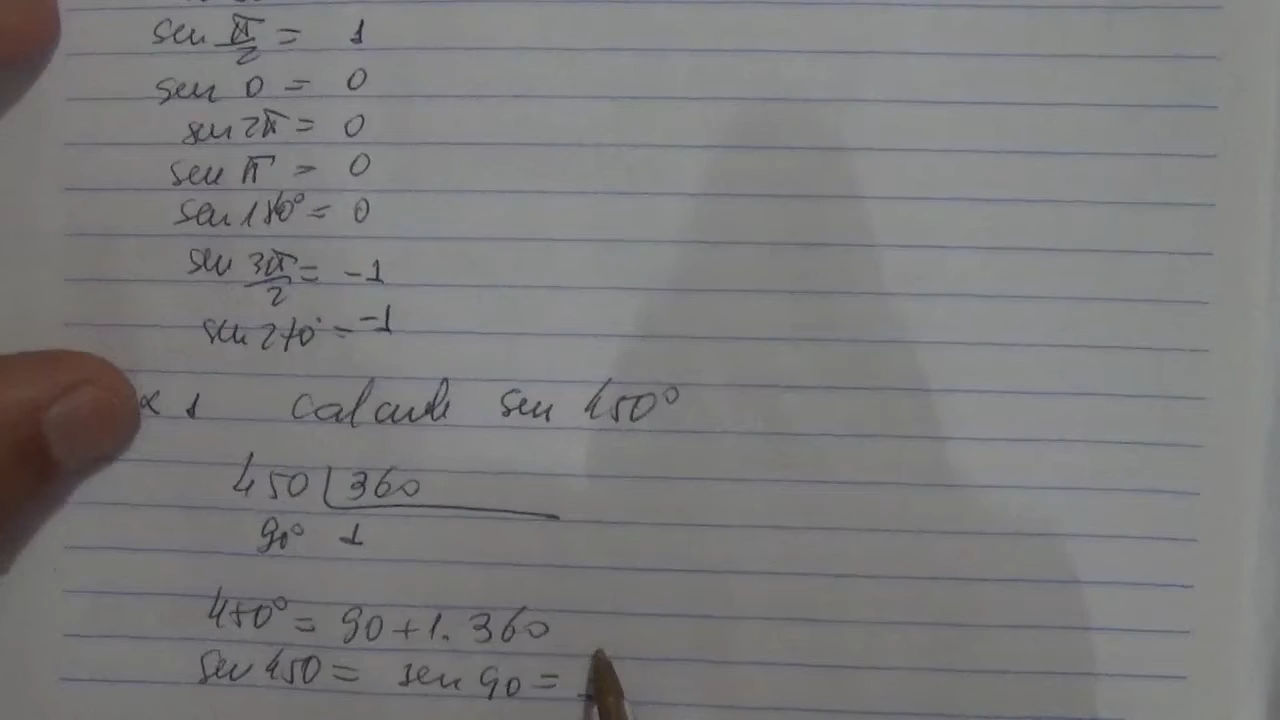 sen π/2 = 1
sen 0 = 0
sen 2π = 0
sen π = 0
sen 180° = 0
sen 3π/2 = -1
sen 270° = -1
x 1 calcule sen 450°
450 | 360
90° 1
450° = 90 + 1. 360
sen 450 = sen 90 =